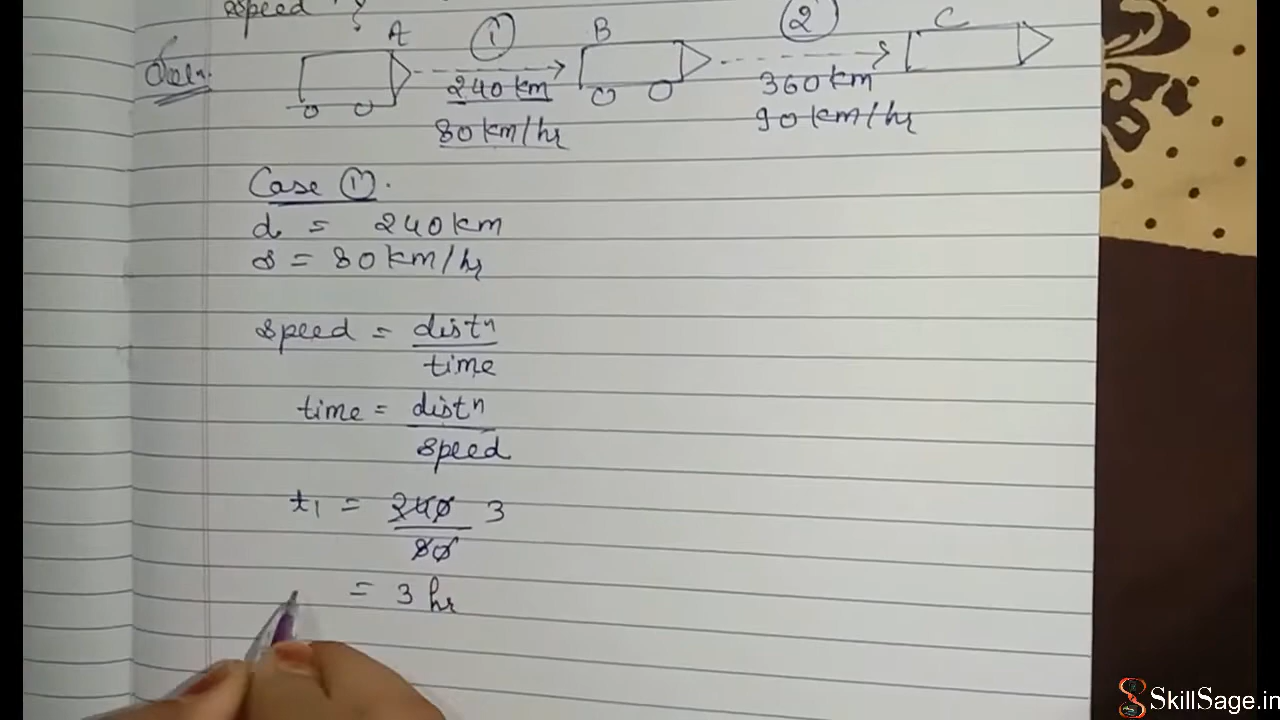 speed ?
A ① B ② C
Soln.
240 km 360 km
80 km/hr 90 km/hr
Case ①.
d = 240 km
s = 80 km/hr
speed = distⁿ
time
time = distⁿ
speed
t₁ = 240 3
80
= 3 hr
SkillSage.in